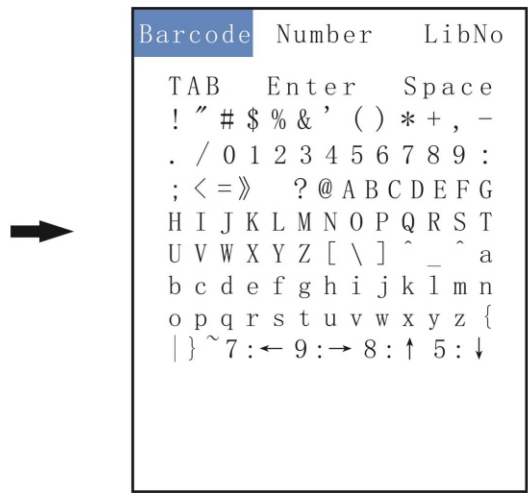 Barcode Number LibNo
TAB Enter Space
! ″ # $ % & ’ ( ) * + , -
. / 0 1 2 3 4 5 6 7 8 9 :
; < = 》 ? @ A B C D E F G
H I J K L M N O P Q R S T
U V W X Y Z [ \ ] ^ _ ^ a
b c d e f g h i j k l m n
o p q r s t u v w x y z {
| } ~ 7 : ← 9 : → 8 : ↑ 5 : ↓